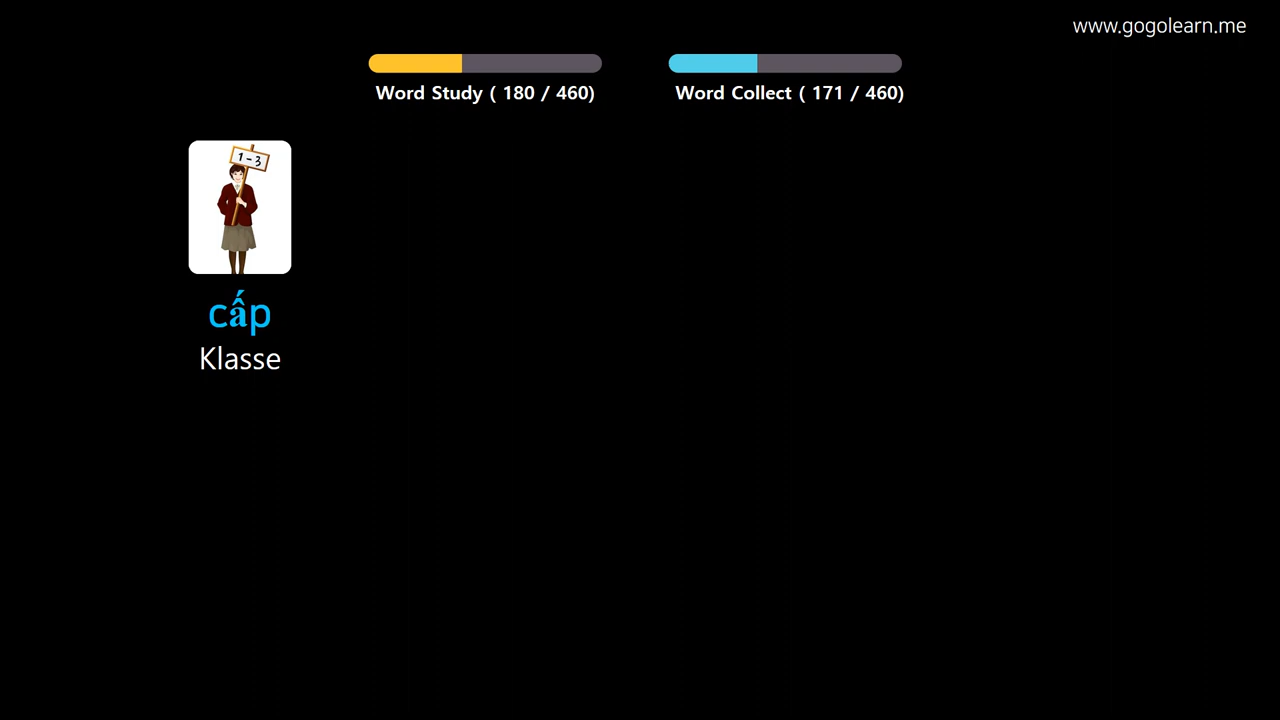 www.gogolearn.me
Word Study ( 180 / 460)
Word Collect ( 171 / 460)
1-3
cấp
Klasse